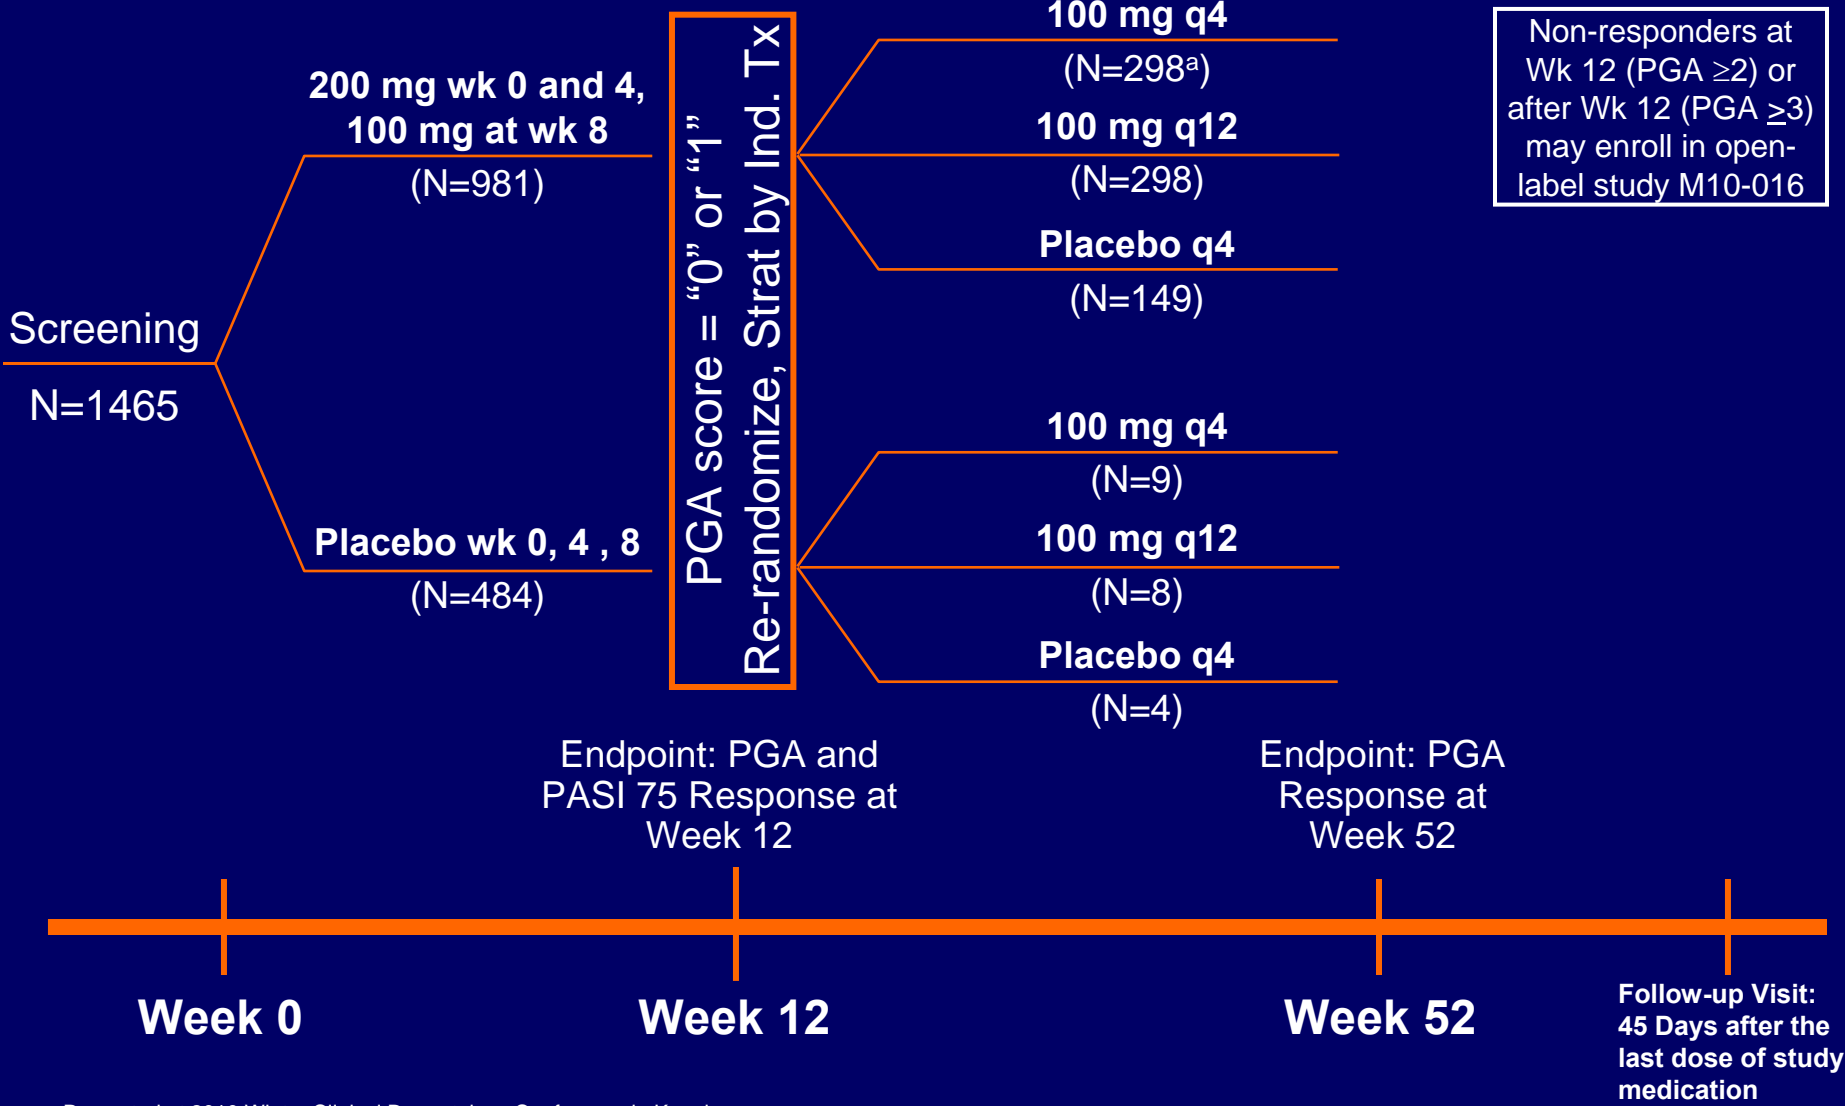 100 mg q4
(N=298a)
200 mg wk 0 and 4,
100 mg at wk 8
(N=981)
100 mg q12
(N=298)
Placebo q4
(N=149)
Non-responders at
Wk 12 (PGA ≥2) or
after Wk 12 (PGA ≥3)
may enroll in open-
label study M10-016
PGA score = “0” or “1”
Re-randomize, Strat by Ind. Tx
Screening
N=1465
Placebo wk 0, 4 , 8
(N=484)
100 mg q4
(N=9)
100 mg q12
(N=8)
Placebo q4
(N=4)
Endpoint: PGA and
PASI 75 Response at
Week 12
Endpoint: PGA
Response at
Week 52
Week 0
Week 12
Week 52
Follow-up Visit:
45 Days after the
last dose of study
medication